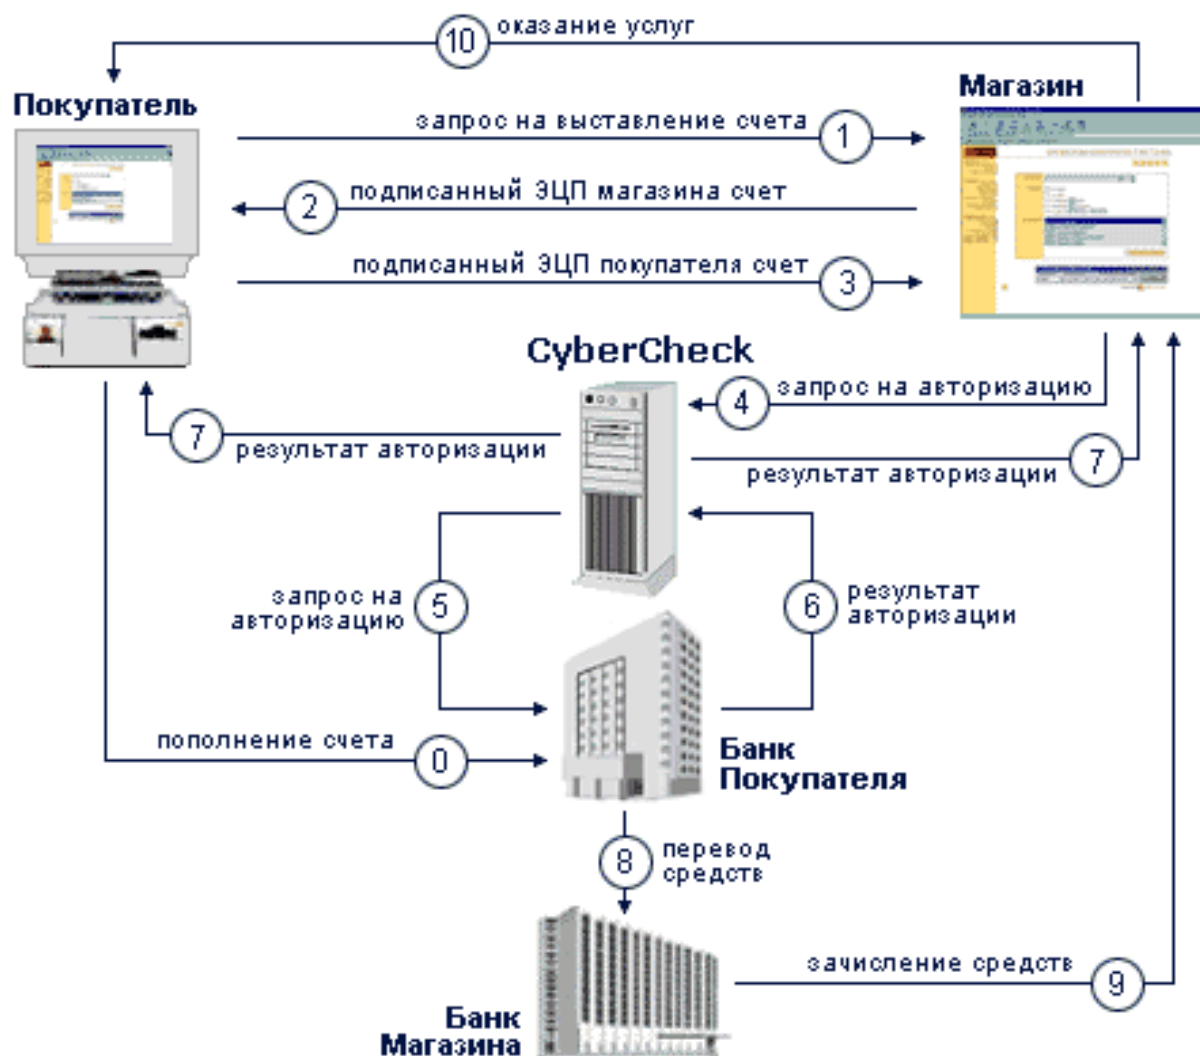 10
оказание услуг
Покупатель
Магазин
запрос на выставление счета
1
2
подписанный ЭЦП магазина счет
подписанный ЭЦП покупателя счет
3
CyberCheck
4
запрос на авторизацию
7
результат авторизации
результат авторизации
7
запрос на
авторизацию
5
6
результат
авторизации
пополнение счета
0
Банк
Покупателя
8
перевод
средств
зачисление средств
9
Банк
Магазина